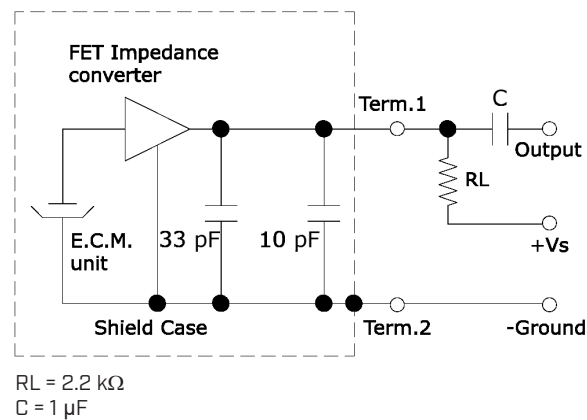 FET Impedance
converter
Term.1
C
Output
RL
E.C.M.
unit
33 pF
10 pF
+Vs
Shield Case
Term.2
-Ground
RL = 2.2 kΩ
C = 1 µF